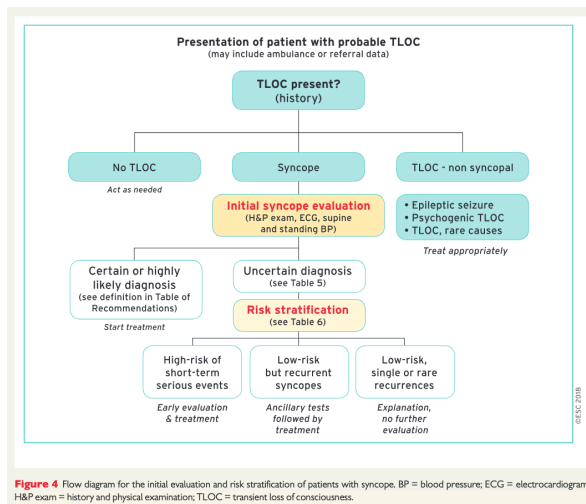 Presentation of patient with probable TLOC
(may include ambulance or referral data)
TLOC present?
(history)
No TLOC
Act as needed
Syncope
TLOC - non syncopal
Initial syncope evaluation
(H&P exam, ECG, supine
and standing BP)
• Epileptic seizure
• Psychogenic TLOC
• TLOC, rare causes
Treat appropriately
Certain or highly
likely diagnosis
(see definition in Table of
Recommendations)
Start treatment
Uncertain diagnosis
(see Table 5)
Risk stratification
(see Table 6)
High-risk of
short-term
serious events
Early evaluation
& treatment
Low-risk
but recurrent
syncopes
Ancillary tests
followed by
treatment
Low-risk,
single or rare
recurrences
Explanation,
no further
evaluation
©ESC 2018
Figure 4 Flow diagram for the initial evaluation and risk stratification of patients with syncope. BP = blood pressure; ECG = electrocardiogram
H&P exam = history and physical examination; TLOC = transient loss of consciousness.